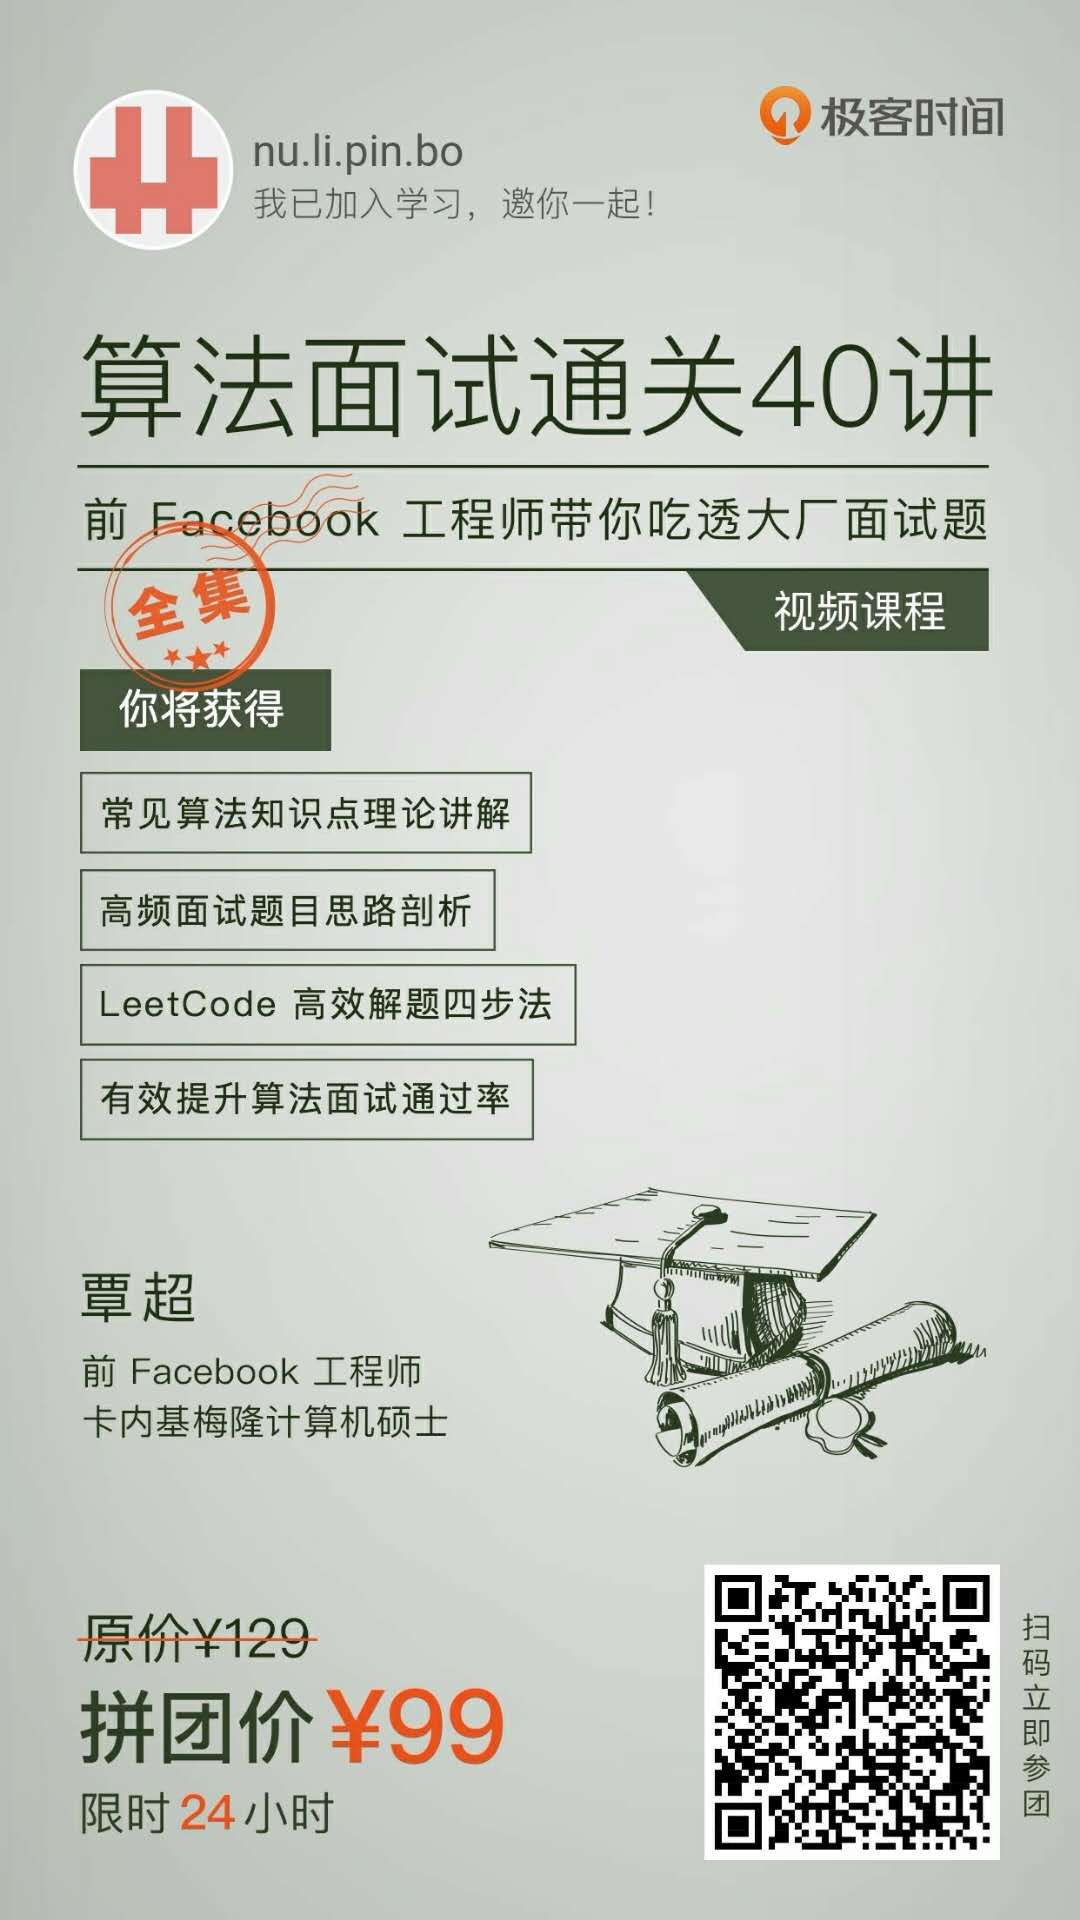 极客时间
nu.li.pin.bo
我已加入学习，邀你一起！
算法面试通关40讲
前 Facebook 工程师带你吃透大厂面试题
全集
视频课程
你将获得
常见算法知识点理论讲解
高频面试题目思路剖析
LeetCode 高效解题四步法
有效提升算法面试通过率
覃超
前 Facebook 工程师
卡内基梅隆计算机硕士
原价¥129
拼团价¥99
限时24小时
扫码立即参团